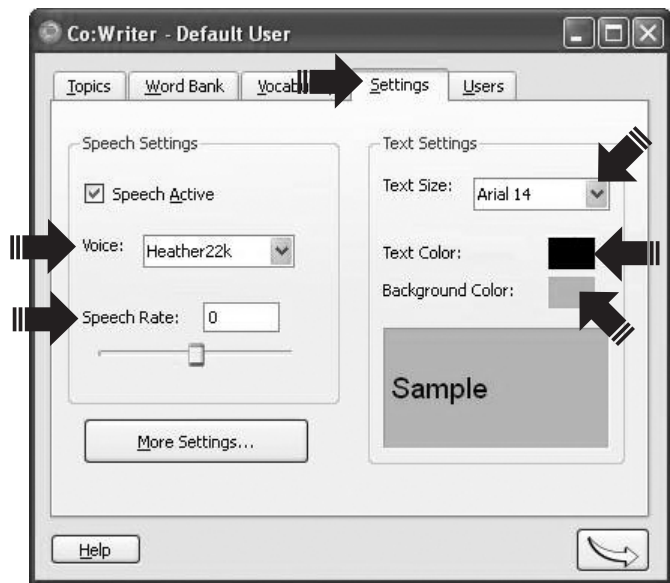 Co:Writer - Default User
Topics Word Bank Settings Users
Speech Settings
Speech Active
Voice: Heather22k
Speech Rate: 0
More Settings...
Text Settings
Text Size: Arial 14
Text Color:
Background Color:
Sample
Help